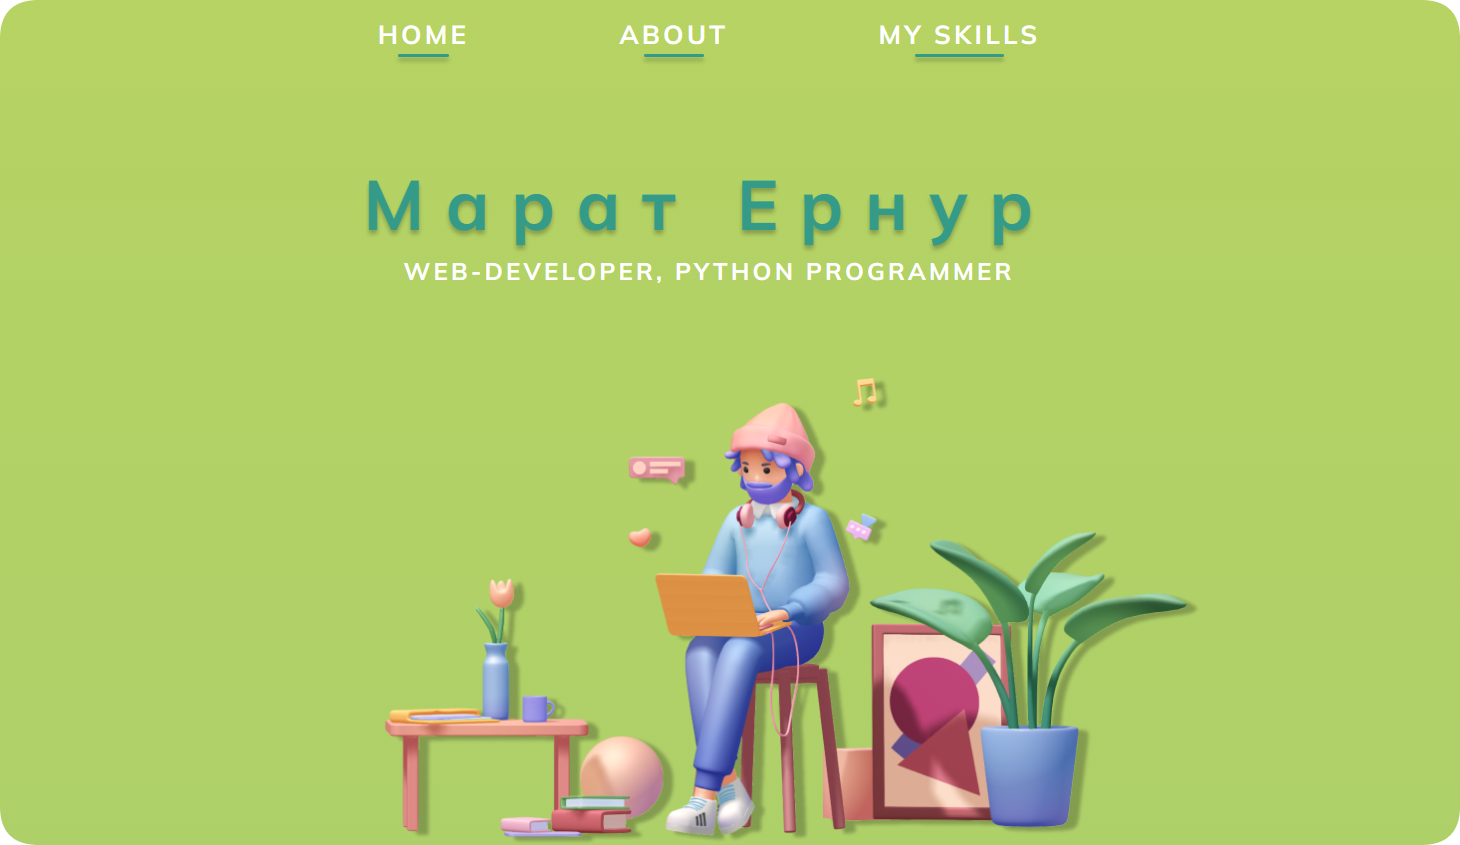 HOME ABOUT MY SKILLS
Марат Ернур
WEB-DEVELOPER, PYTHON PROGRAMMER